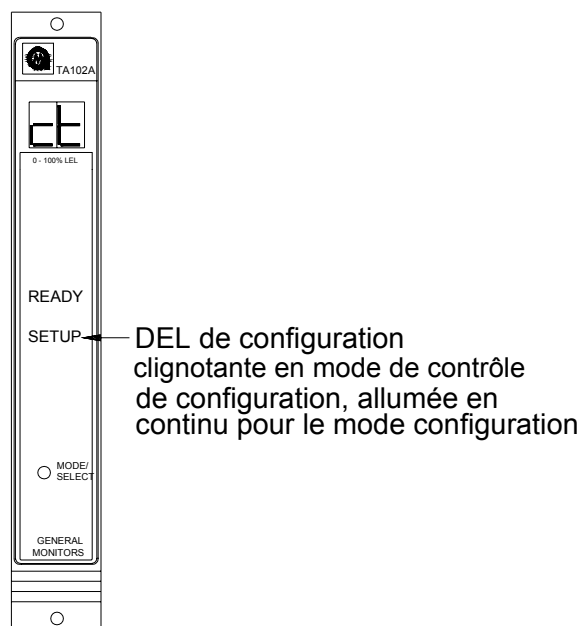 TA102A
ct
0 - 100% LEL
READY
SETUP
DEL de configuration
clignotante en mode de contrôle
de configuration, allumée en
continu pour le mode configuration
MODE/
SELECT
GENERAL
MONITORS